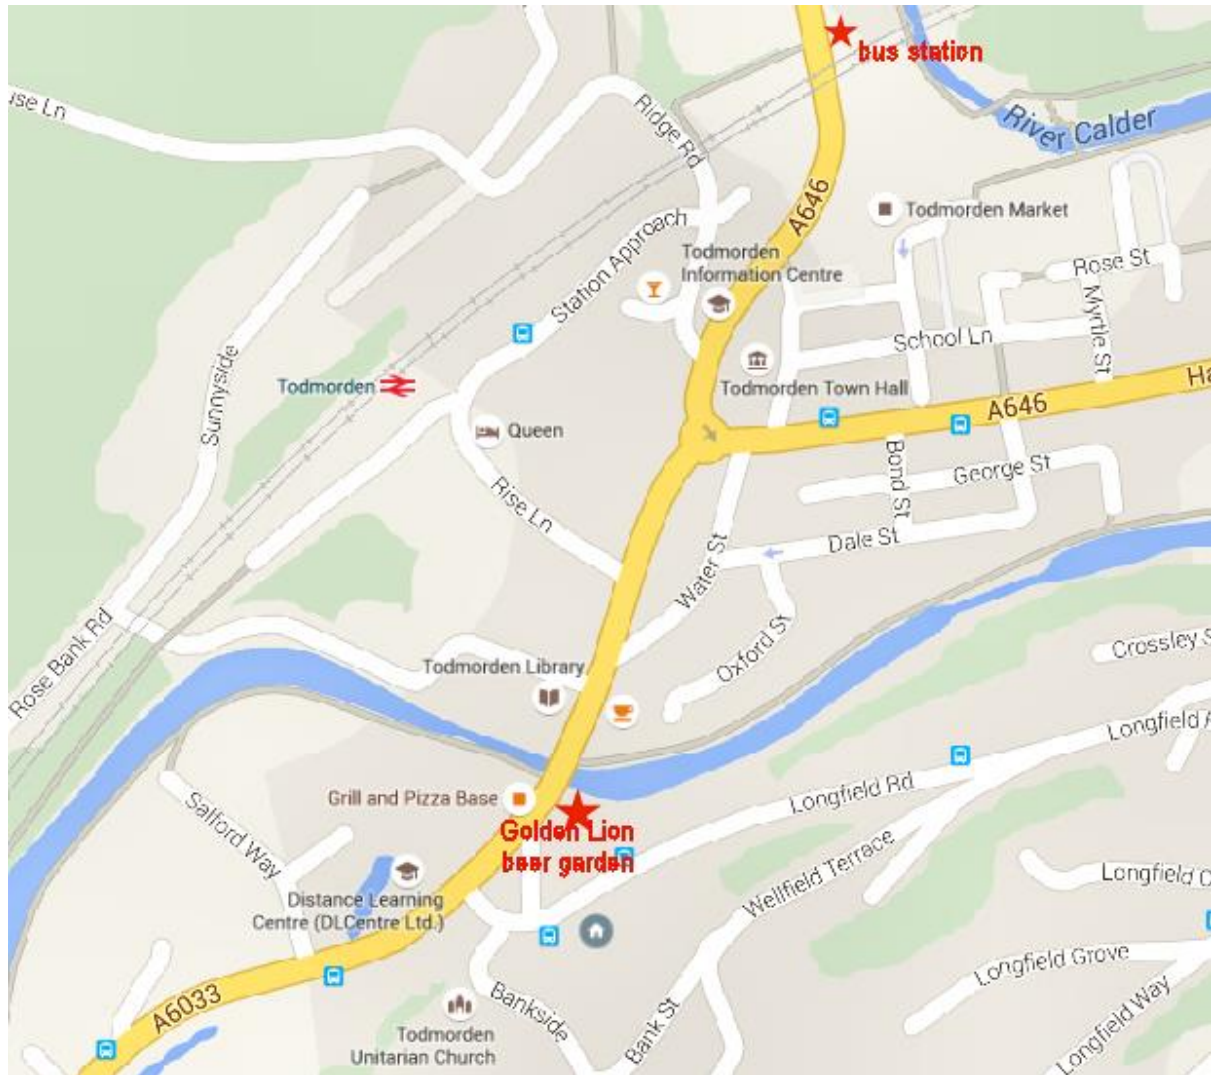 bus station
use Ln
Ridge Rd
River Calder
A646
Todmorden Market
Station Approach
Todmorden
Information Centre
Rose St
Myrtle St
School Ln
Sunnyside
Todmorden
Todmorden Town Hall
Ha
A646
Queen
Bond St
George St
Rise Ln
Dale St
Water St
Rose Bank Rd
Oxford St
Crossley S
Todmorden Library
Longfield A
Grill and Pizza Base
Longfield Rd
Salford Way
Golden Lion
beer garden
Wellfield Terrace
Longfield C
Distance Learning
Centre (DLCentre Ltd.)
Longfield Grove
A6033
Bankside
Bank St
Longfield Way
Todmorden
Unitarian Church